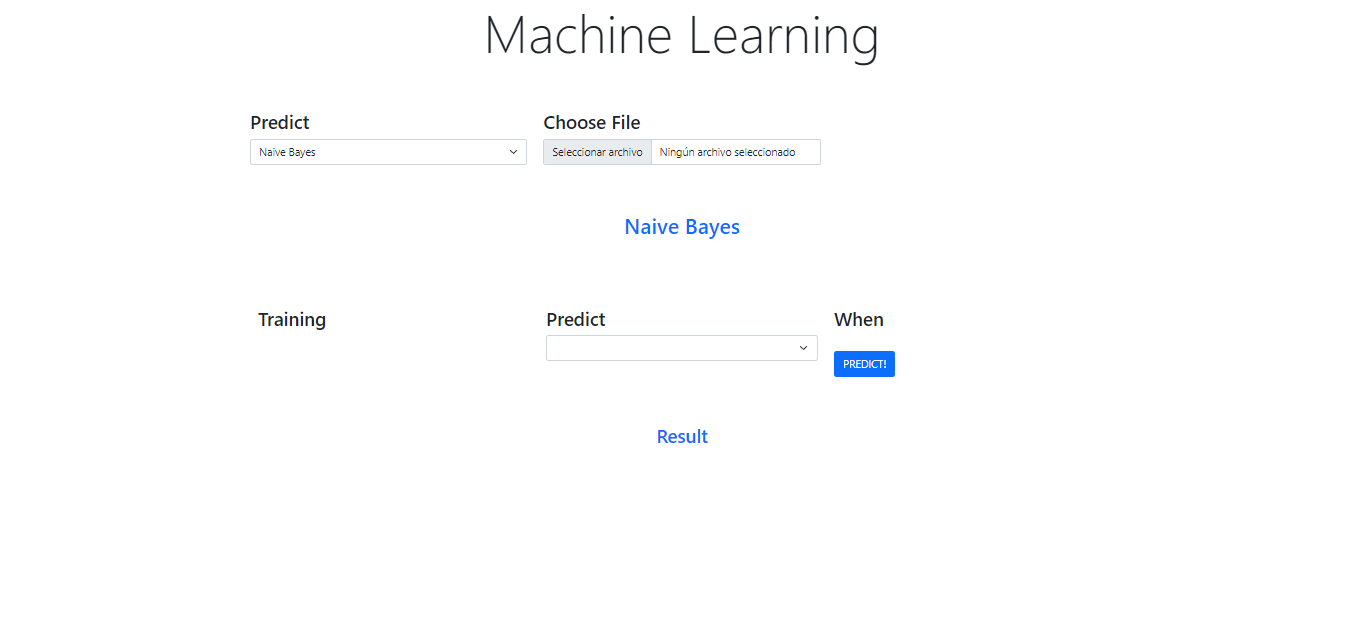 Machine Learning
Predict
Choose File
Naive Bayes
Seleccionar archivo
Ningún archivo seleccionado
Naive Bayes
Training
Predict
When
PREDICT!
Result